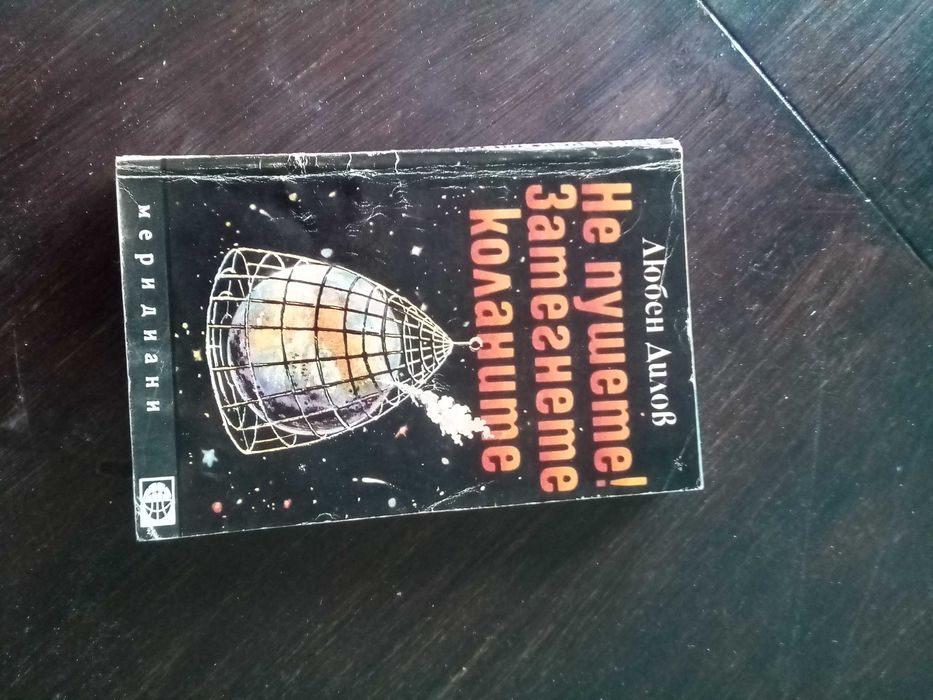 Любен Дилов
Не пушете!
Затегнете
коланите
меридиани